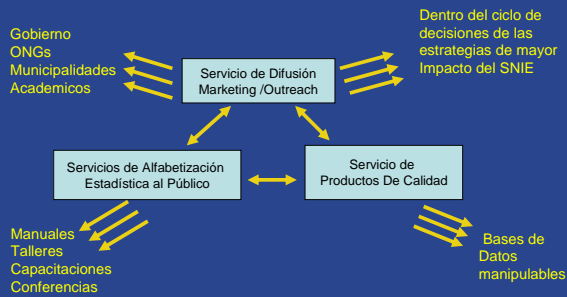 Gobierno
ONGs
Municipalidades
Academicos
Servicio de Difusión
Marketing /Outreach
Dentro del ciclo de
decisiones de las
estrategias de mayor
Impacto del SNIE
Servicios de Alfabetización
Estadística al Público
Servicio de
Productos De Calidad
Manuales
Talleres
Capacitaciones
Conferencias
Bases de
Datos
manipulables